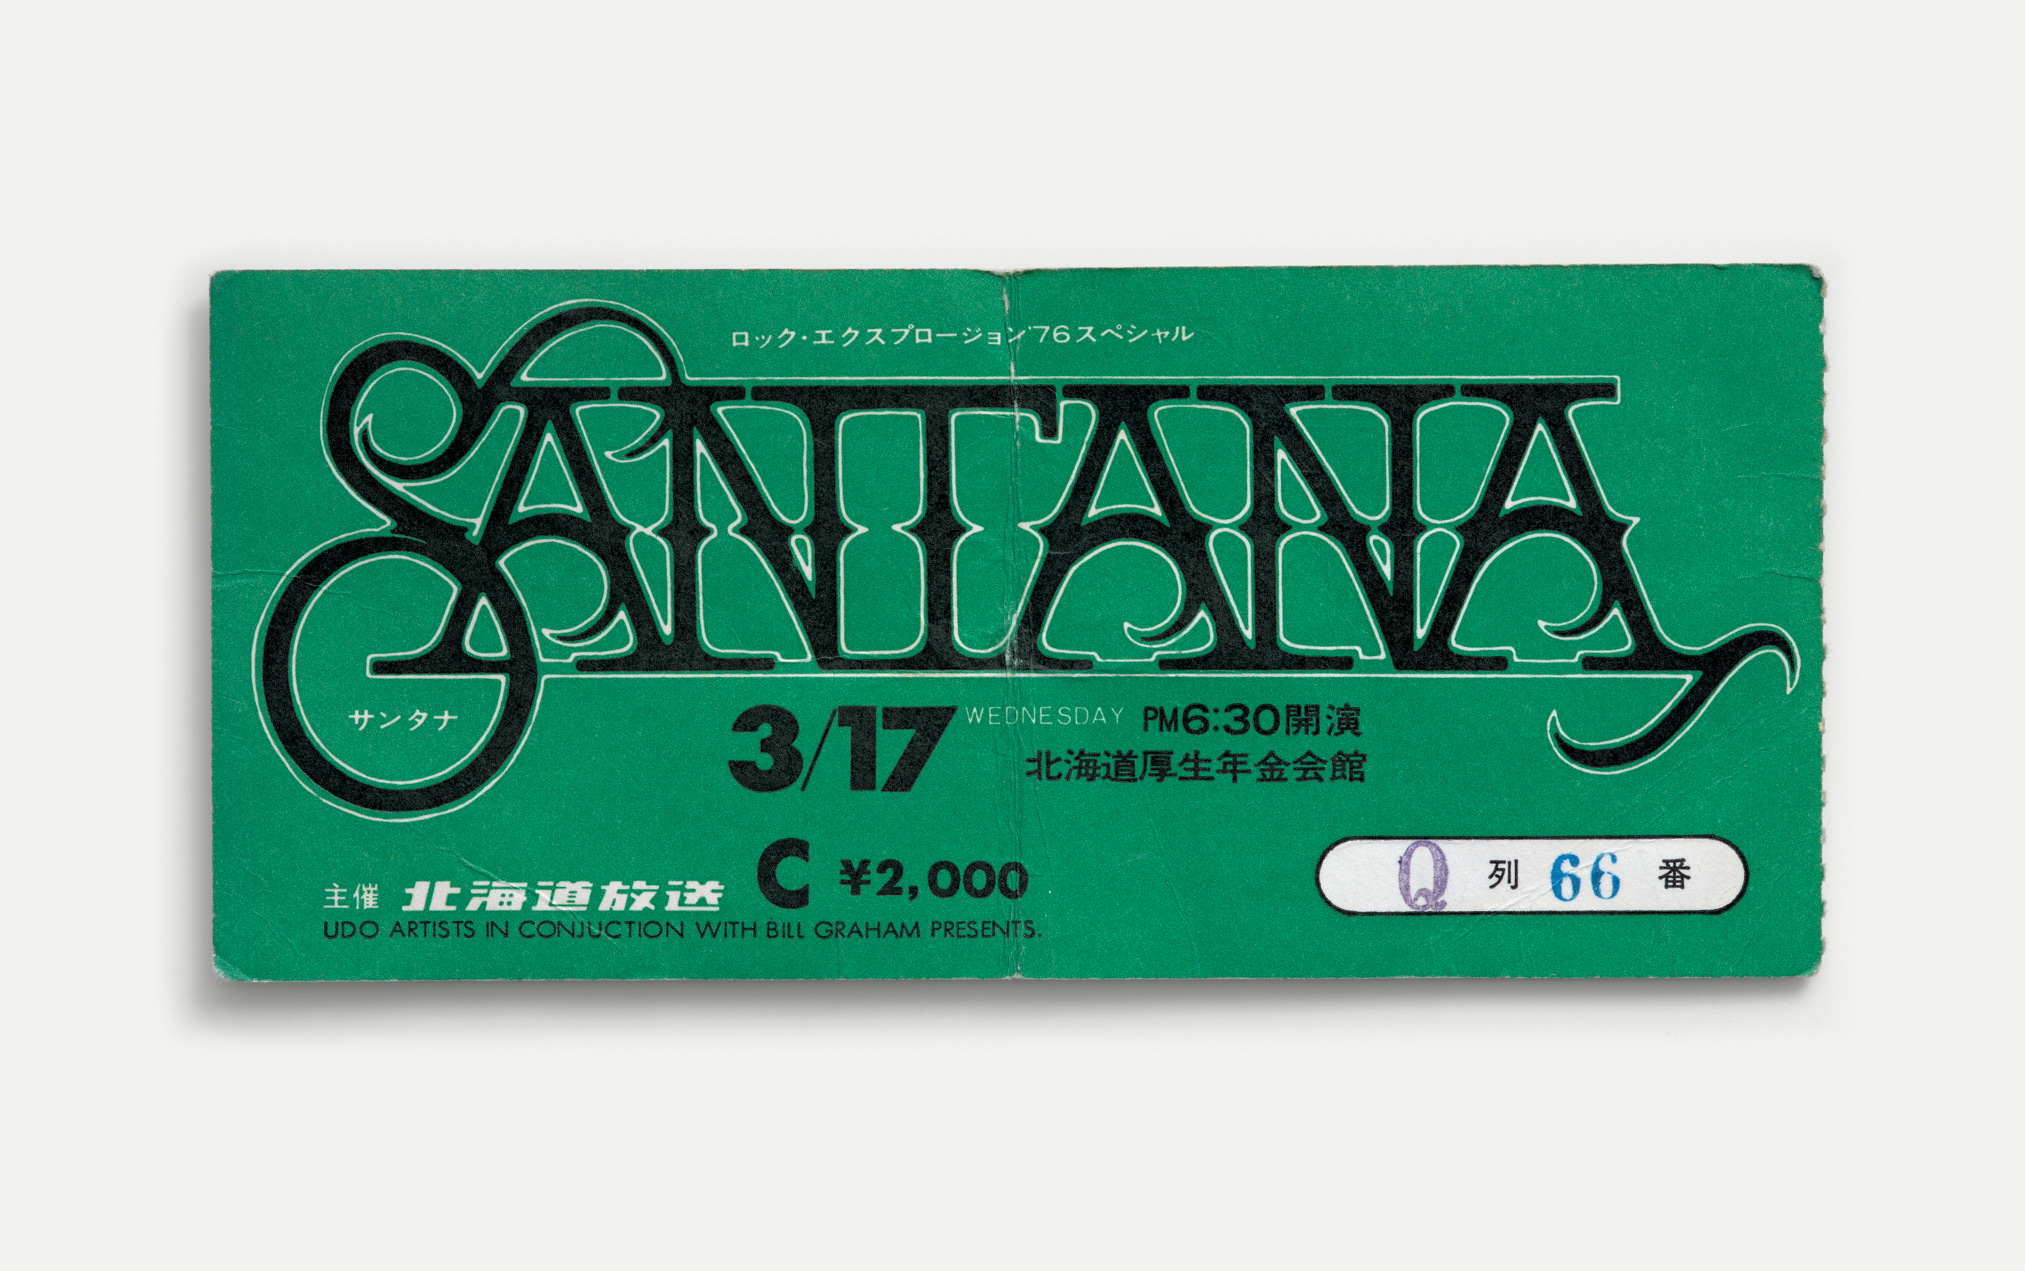 ロック・エクスプロージョン'76スペシャル
SANTANA
サンタナ
3/17 WEDNESDAY PM6:30開演
北海道厚生年金会館
C ¥2,000
Q 列 66 番
主催 北海道放送
UDO ARTISTS IN CONJUCTION WITH BILL GRAHAM PRESENTS.